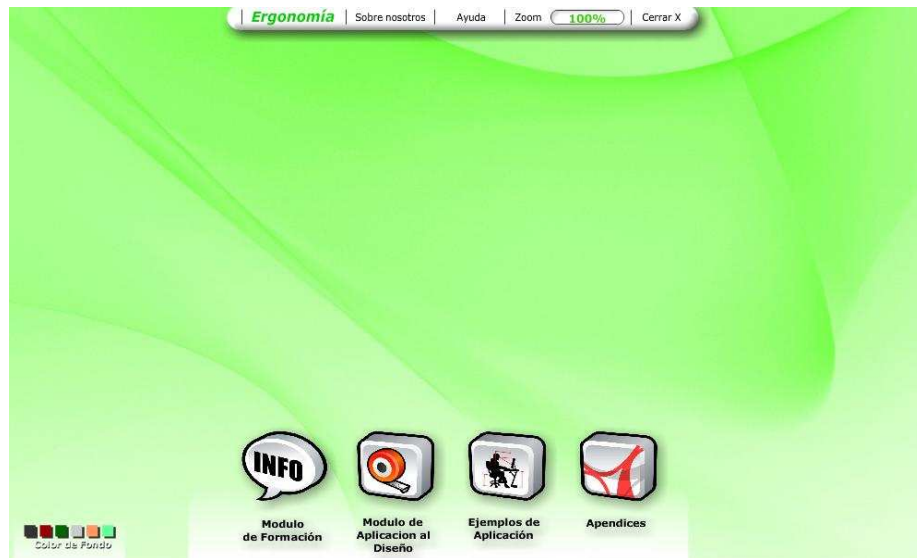 Ergonomía Sobre nosotros Ayuda Zoom 100% Cerrar X
INFO
Modulo
de Formación
Modulo de
Aplicacion al
Diseño
Ejemplos de
Aplicación
Apendices
Color de Fondo